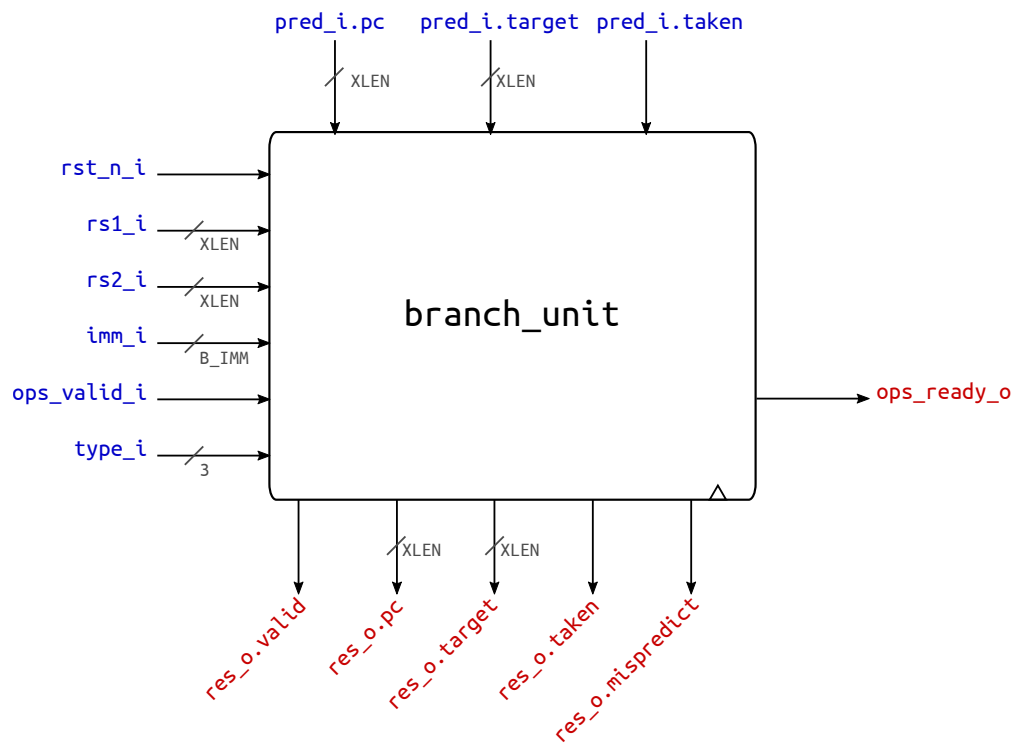 pred_i.pc
pred_i.target
pred_i.taken
XLEN
XLEN
rst_n_i
rs1_i
XLEN
rs2_i
XLEN
imm_i
B_IMM
ops_valid_i
type_i
3
branch_unit
ops_ready_o
XLEN
XLEN
res_o.valid
res_o.pc
res_o.target
res_o.taken
res_o.mispredict